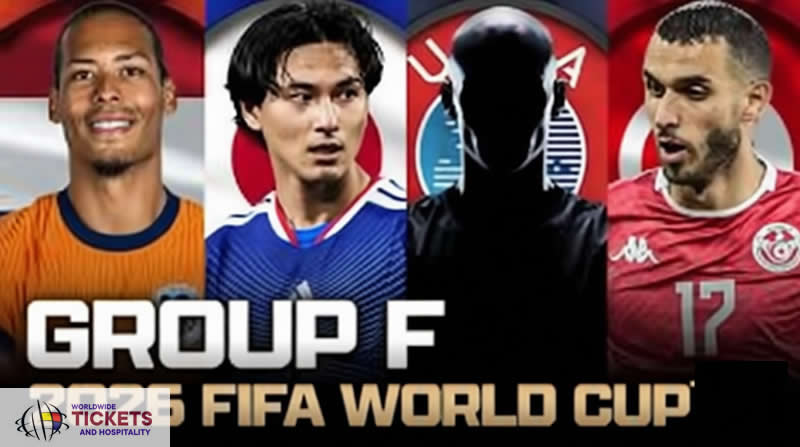 U A
17
GROUP F
2026 FIFA WORLD CUP
WORLDWIDE
TICKETS
AND HOSPITALITY